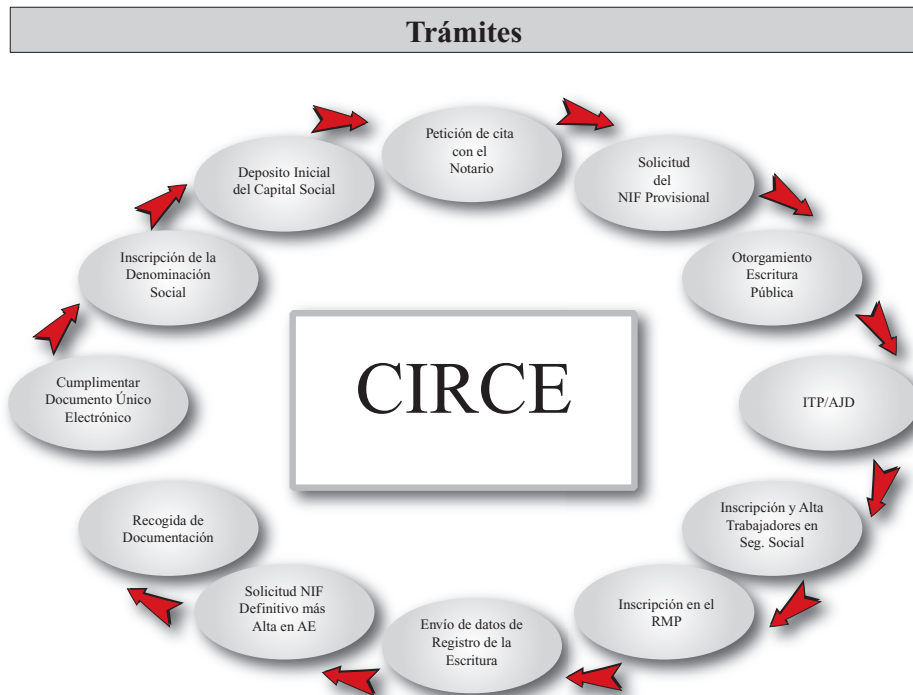 Trámites
Cumplimentar
Documento Único
Electrónico
Inscripción de la
Denominación
Social
Deposito Inicial
del Capital Social
Petición de cita
con el
Notario
Solicitud
del
NIF Provisional
Otorgamiento
Escritura
Pública
ITP/AJD
Inscripción y Alta
Trabajadores en
Seg. Social
Inscripción en el
RMP
Envío de datos de
Registro de la
Escritura
Solicitud NIF
Definitivo más
Alta en AE
Recogida de
Documentación
CIRCE